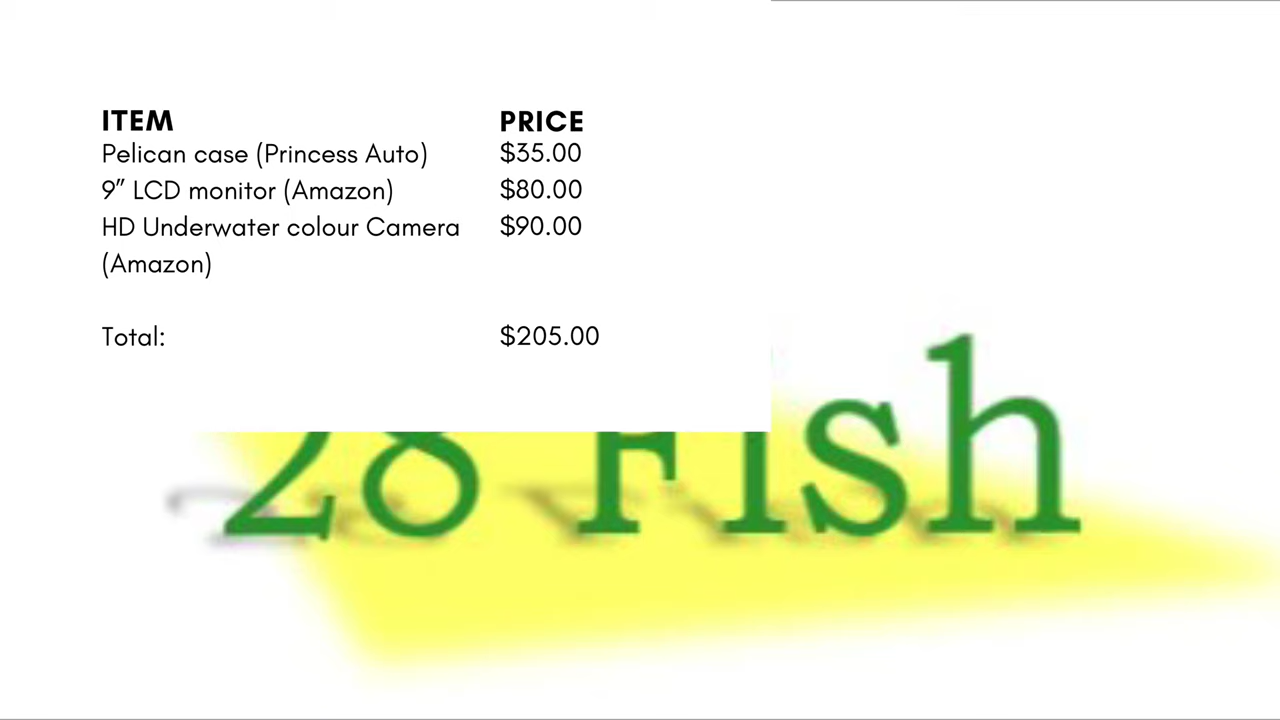 ITEM PRICE
Pelican case (Princess Auto) $35.00
9” LCD monitor (Amazon) $80.00
HD Underwater colour Camera $90.00
(Amazon)
Total: $205.00
28 Fish